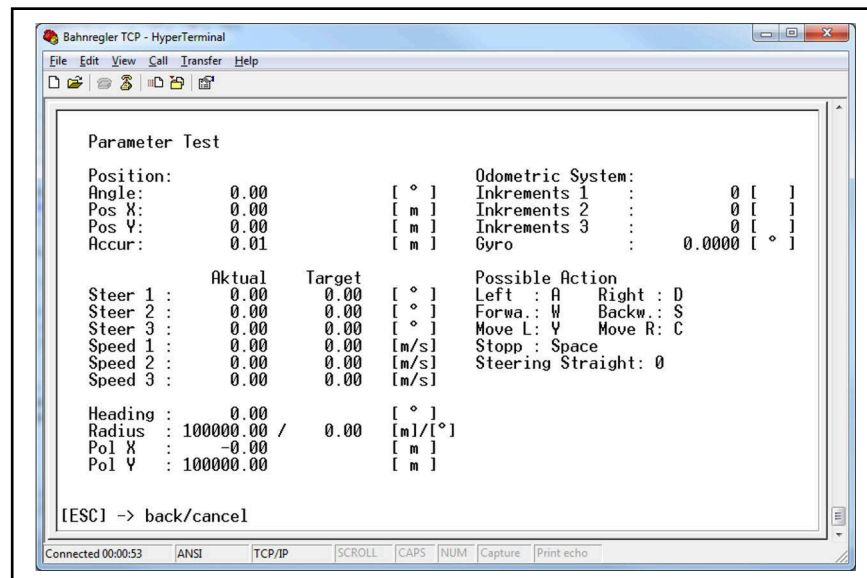 Bahnregler TCP - HyperTerminal
File Edit View Call Transfer Help
Parameter Test
Position: Odometric System:
Angle: 0.00 [ ° ] Inkrements 1 : 0 [ ]
Pos X: 0.00 [ m ] Inkrements 2 : 0 [ ]
Pos Y: 0.00 [ m ] Inkrements 3 : 0 [ ]
Accur: 0.01 [ m ] Gyro : 0.0000 [ ° ]
Aktual Target Possible Action
Steer 1 : 0.00 0.00 [ ° ] Left : A Right : D
Steer 2 : 0.00 0.00 [ ° ] Forwa.: W Backw.: S
Steer 3 : 0.00 0.00 [ ° ] Move L: Y Move R: C
Speed 1 : 0.00 0.00 [m/s] Stopp : Space
Speed 2 : 0.00 0.00 [m/s] Steering Straight: 0
Speed 3 : 0.00 0.00 [m/s]
Heading : 0.00 [ ° ]
Radius : 100000.00 / 0.00 [m]/[°]
Pol X : -0.00 [ m ]
Pol Y : 100000.00 [ m ]
[ESC] -> back/cancel
Connected 00:00:53 ANSI TCP/IP SCROLL CAPS NUM Capture Print echo